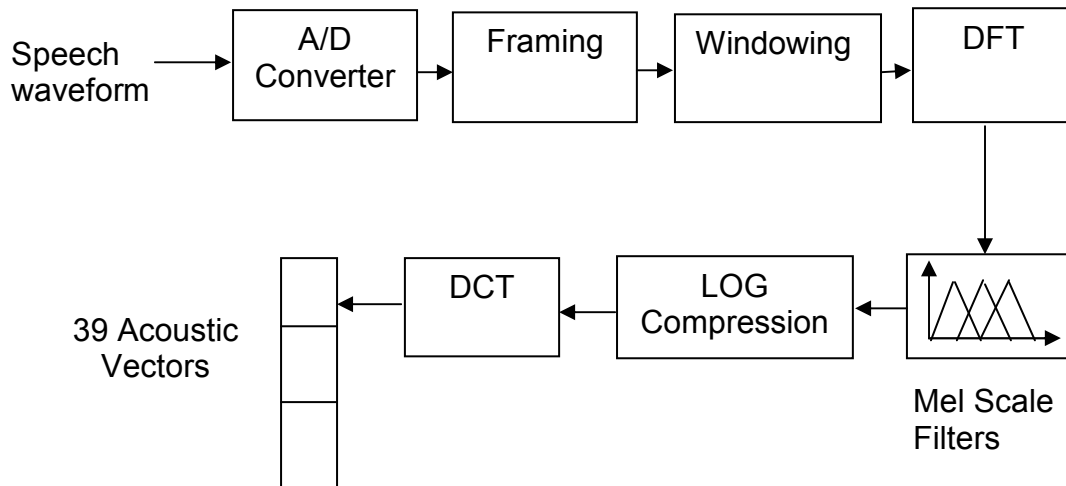 Speech
waveform
A/D
Converter
Framing
Windowing
DFT
Mel Scale
Filters
LOG
Compression
DCT
39 Acoustic
Vectors